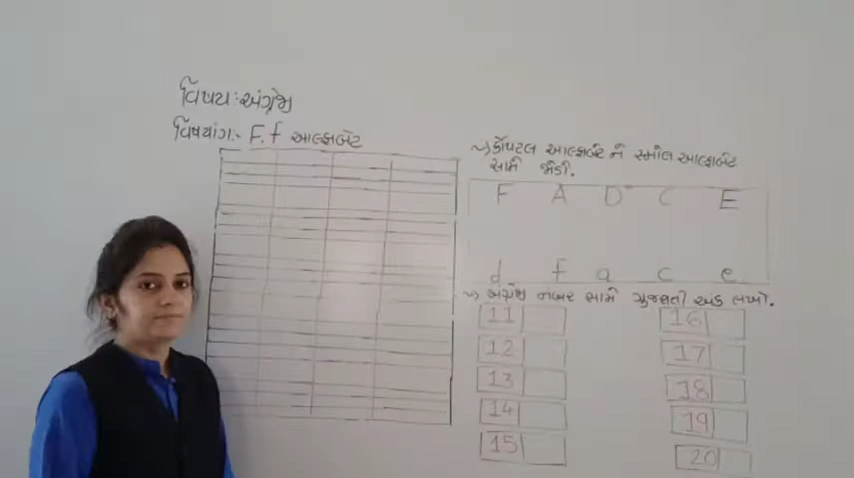 વિષય: અંગ્રેજી
વિષયાંગ:- F.f આલ્ફાબેટ
~) કેપિટલ આલ્ફાબેટ ને સ્મોલ આલ્ફાબેટ
સામે જોડો.
F A D C E
d f a c e
~) અંગ્રેજી નંબર સામે ગુજરાતી અંક લખો.
11 16
12 17
13 18
14 19
15 20